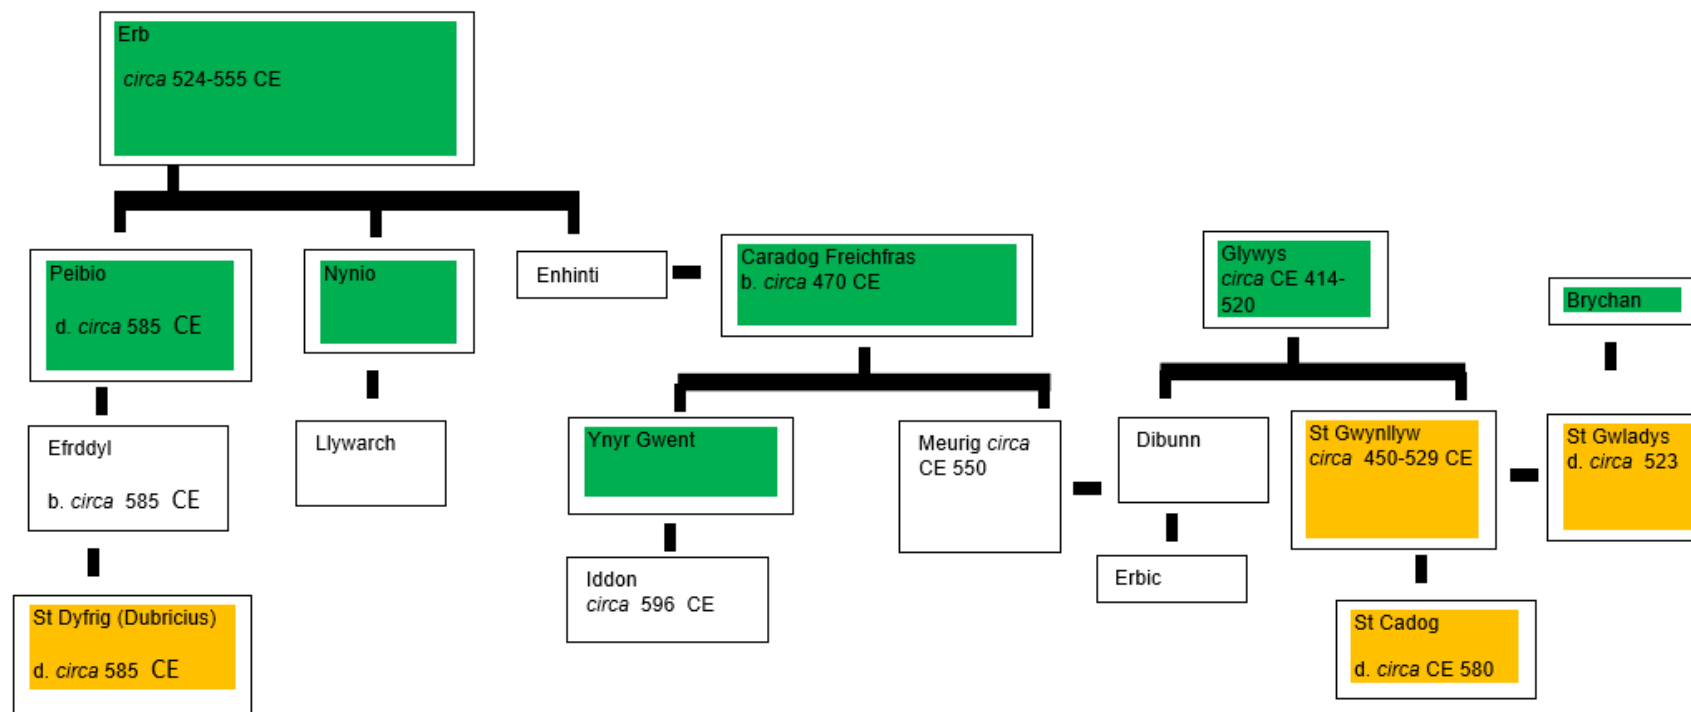 Erb
circa 524-555 CE
Peibio
d. circa 585 CE
Nynio
Enhinti
Caradog Freichfras
b. circa 470 CE
Glywys
circa CE 414-
520
Brychan
Efrddyl
b. circa 585 CE
Llywarch
Ynyr Gwent
Meurig circa
CE 550
Dibunn
St Gwynllyw
circa 450-529 CE
St Gwladys
d. circa 523
St Dyfrig (Dubricius)
d. circa 585 CE
Iddon
circa 596 CE
Erbic
St Cadog
d. circa CE 580